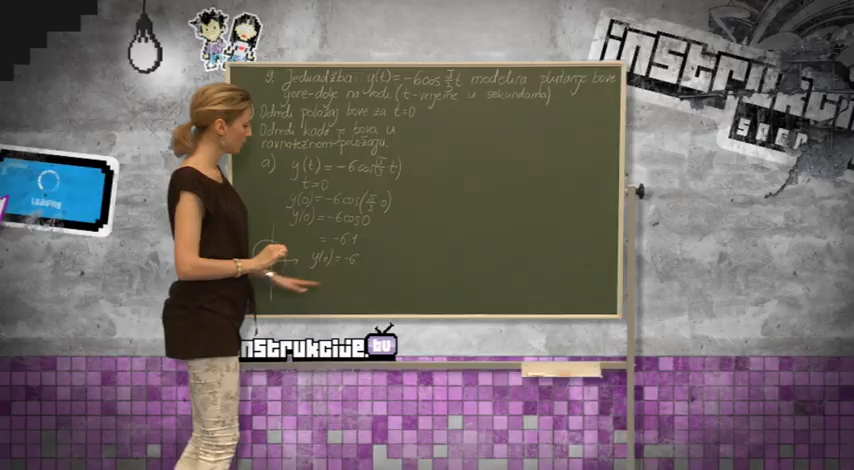 9. Jednadžba: y(t) = -6cos π/3 t modelira plutanje bove
gore-dolje na vodi. (t-vrijeme u sekundama)
Odredi položaj bove za t=0
Odredi kada je bova u
ravnotežnom položaju.
a) y(t) = -6cos(π/3 t)
t=0
y(0) = -6cos(π/3 · 0)
y(0) = -6cos0
= -6·1
y(0) = -6
Loading
instrukcije
nstrukcije tv